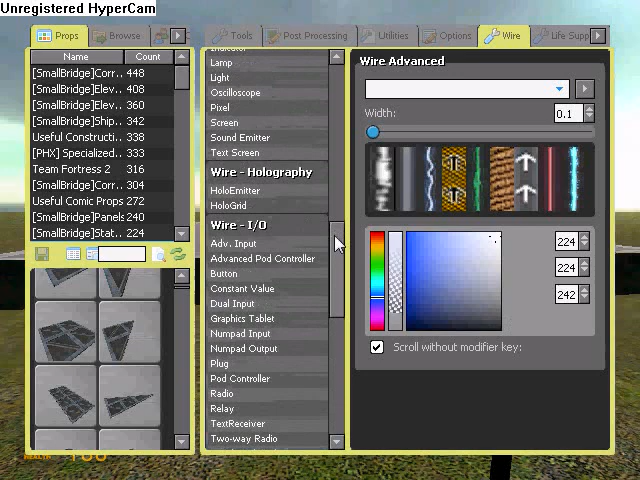 Unregistered HyperCam
Props
Browse
Tools
Post Processing
Utilities
Options
Wire
Life Supp
Name
Count
[SmallBridge]Corr.. 448
[SmallBridge]Elev.. 408
[SmallBridge]Elev.. 360
[SmallBridge]Ship.. 342
Useful Constructi.. 338
[PHX] Specialized.. 333
Team Fortress 2 316
[SmallBridge]Corr.. 304
Useful Comic Props 272
[SmallBridge]Panels 240
[SmallBridge]Stat.. 224
Indicator
Lamp
Light
Oscilloscope
Pixel
Screen
Sound Emitter
Text Screen
Wire - Holography
HoloEmitter
HoloGrid
Wire - I/O
Adv. Input
Advanced Pod Controller
Button
Constant Value
Dual Input
Graphics Tablet
Numpad Input
Numpad Output
Plug
Pod Controller
Radio
Relay
TextReceiver
Two-way Radio
Wire Advanced
Width:
0.1
224
224
242
Scroll without modifier key:
HEALTH